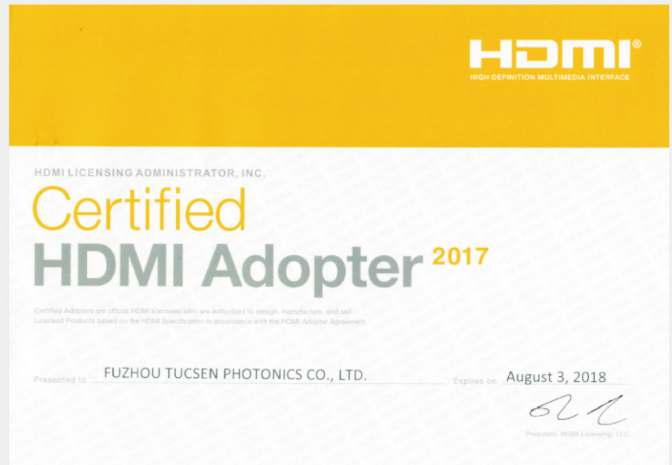 HDMI®
HIGH DEFINITION MULTIMEDIA INTERFACE
HDMI LICENSING ADMINISTRATOR, INC.
Certified
HDMI Adopter 2017
Certified Adopters are official HDMI licensees who are authorized to design, manufacture, and sell
Licensed Products based on the HDMI Specification in accordance with the HDMI Adopter Agreement.
Presented to FUZHOU TUCSEN PHOTONICS CO., LTD. Expires on August 3, 2018
President, HDMI Licensing, LLC